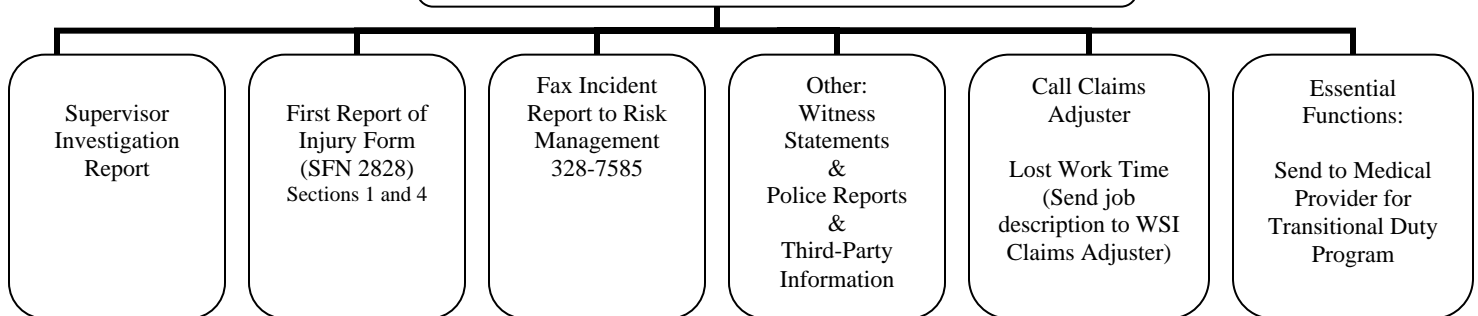 Supervisor
Investigation
Report
First Report of
Injury Form
(SFN 2828)
Sections 1 and 4
Fax Incident
Report to Risk
Management
328-7585
Other:
Witness
Statements
&
Police Reports
&
Third-Party
Information
Call Claims
Adjuster
Lost Work Time
(Send job
description to WSI
Claims Adjuster)
Essential
Functions:
Send to Medical
Provider for
Transitional Duty
Program